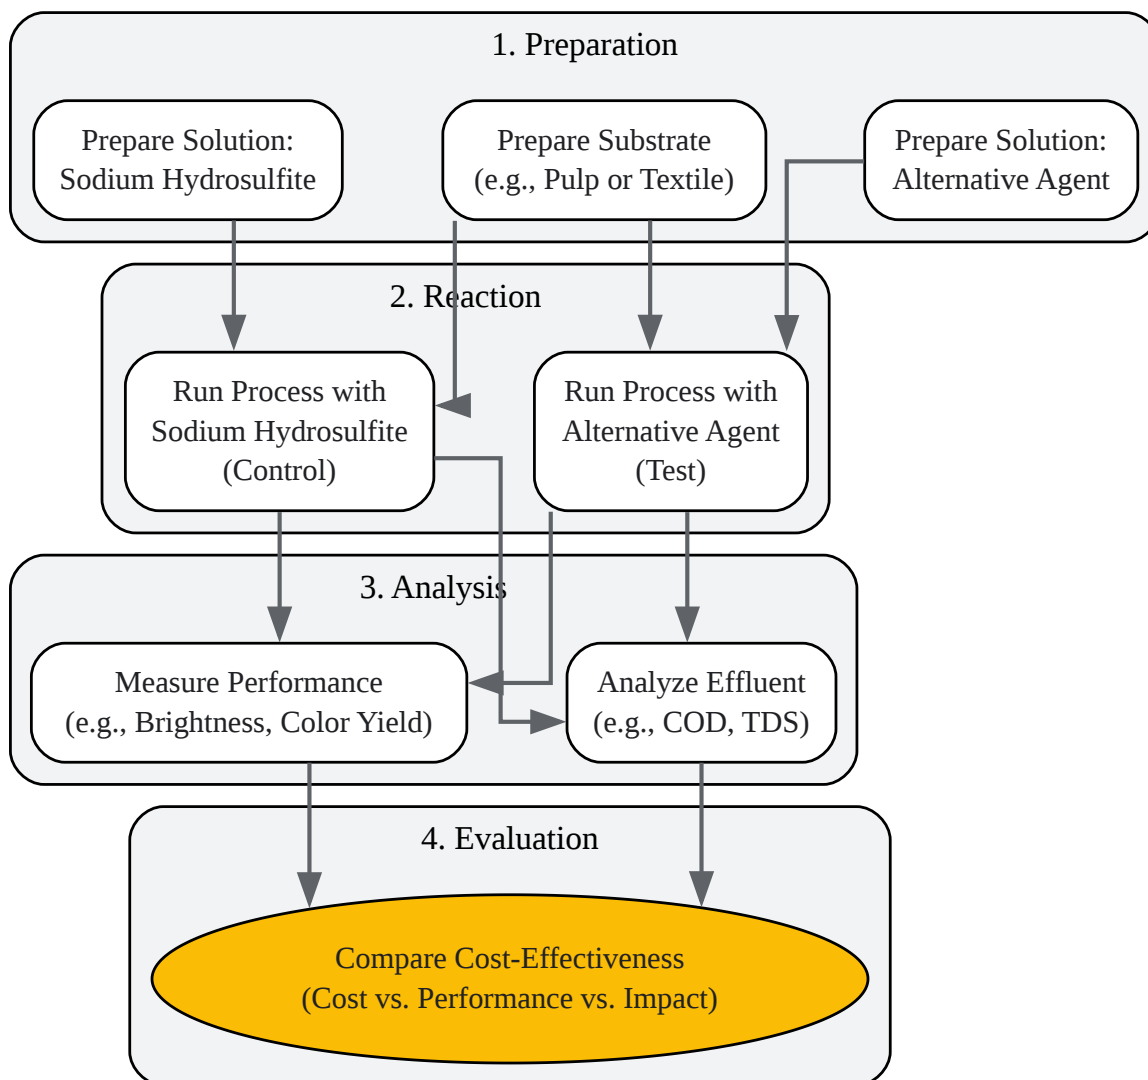 1. Preparation
Prepare Solution:
Sodium Hydrosulfite
Prepare Substrate
(e.g., Pulp or Textile)
Prepare Solution:
Alternative Agent
2. Reaction
Run Process with
Sodium Hydrosulfite
(Control)
Run Process with
Alternative Agent
(Test)
3. Analysis
Measure Performance
(e.g., Brightness, Color Yield)
Analyze Effluent
(e.g., COD, TDS)
4. Evaluation
Compare Cost-Effectiveness
(Cost vs. Performance vs. Impact)